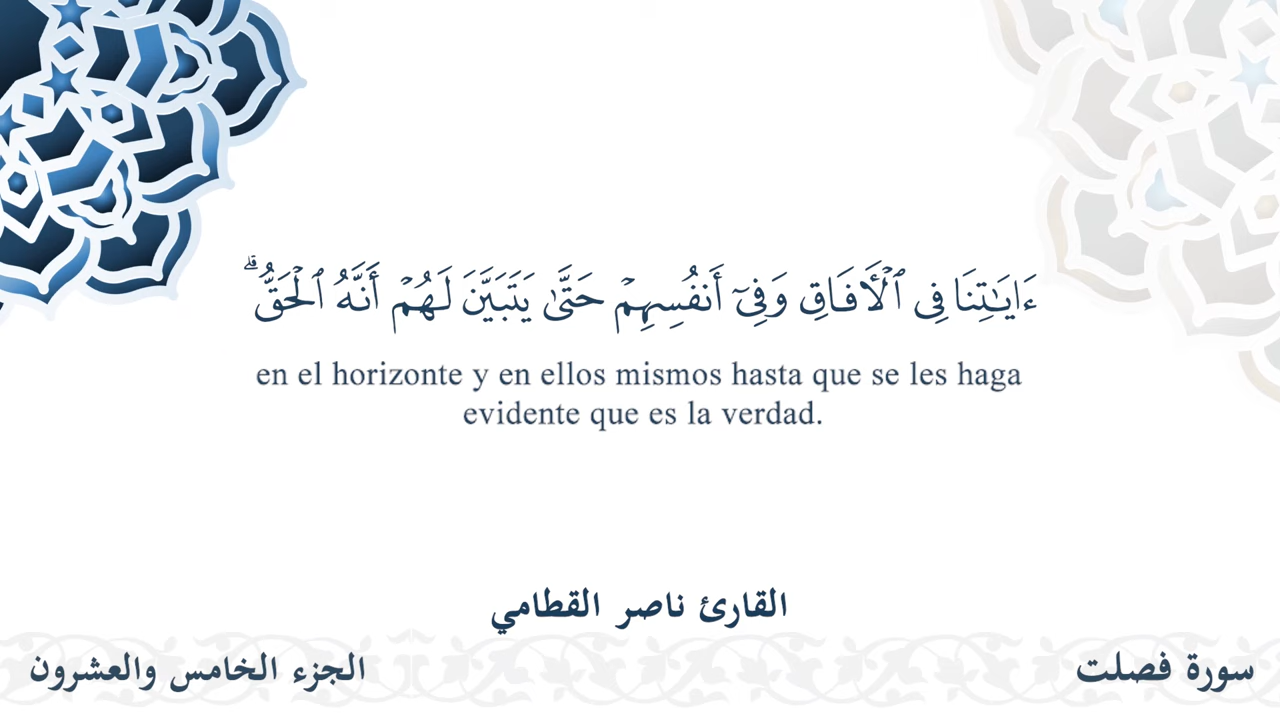 ءَايَـٰتِنَا فِى ٱلْأَفَاقِ وَفِىٓ أَنفُسِهِمْ حَتَّىٰ يَتَبَيَّنَ لَهُمْ أَنَّهُ ٱلْحَقُّ ۗ
en el horizonte y en ellos mismos hasta que se les haga
evidente que es la verdad.
القارئ ناصر القطامي
سورة فصلت
الجزء الخامس والعشرون